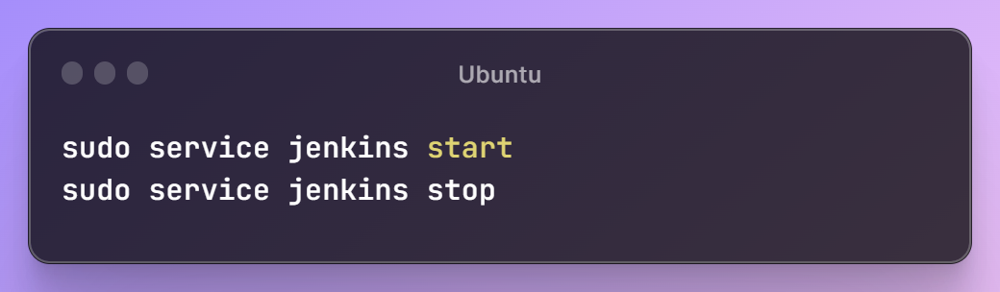 Ubuntu
sudo service jenkins start
sudo service jenkins stop